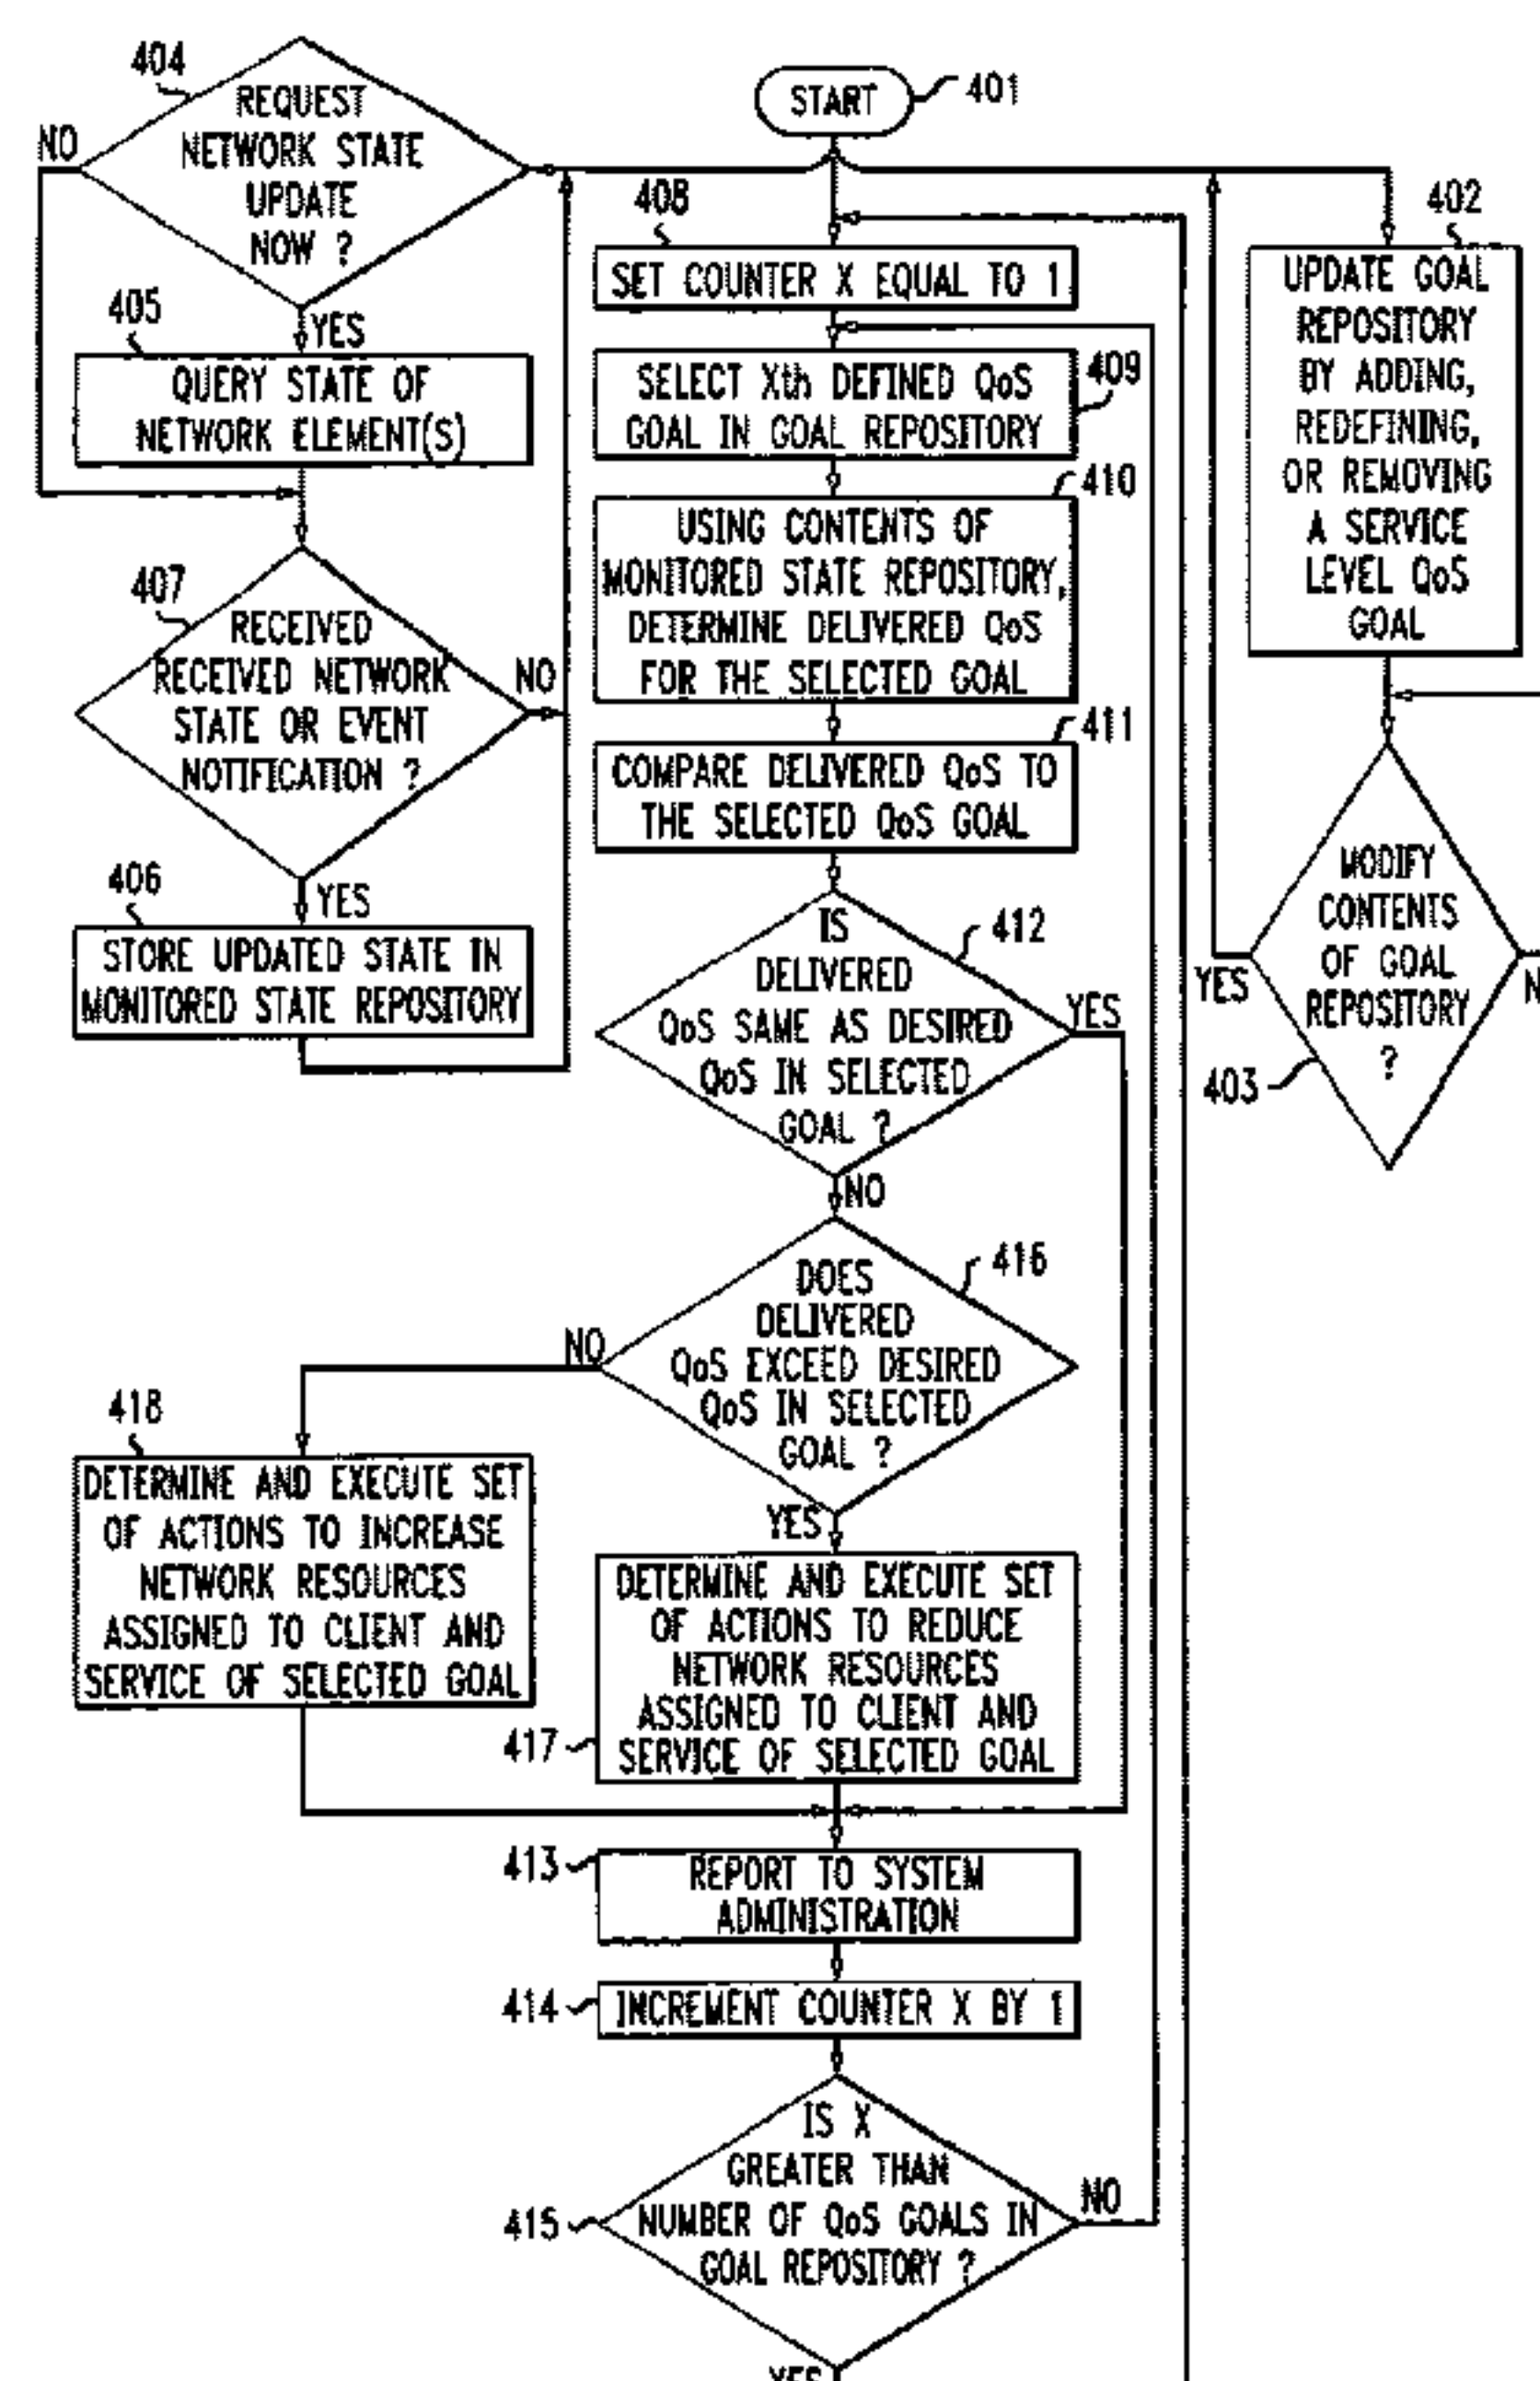 404
REQUEST
NETWORK STATE
UPDATE
NOW ?
NO
YES
405
QUERY STATE OF
NETWORK ELEMENT(S)
407
RECEIVED
RECEIVED NETWORK
STATE OR EVENT
NOTIFICATION ?
NO
YES
406
STORE UPDATED STATE IN
MONITORED STATE REPOSITORY
START
401
408
SET COUNTER X EQUAL TO 1
SELECT Xth DEFINED QoS
GOAL IN GOAL REPOSITORY
409
410
USING CONTENTS OF
MONITORED STATE REPOSITORY,
DETERMINE DELIVERED QoS
FOR THE SELECTED GOAL
411
COMPARE DELIVERED QoS TO
THE SELECTED QoS GOAL
412
IS
DELIVERED
QoS SAME AS DESIRED
QoS IN SELECTED
GOAL ?
YES
NO
416
DOES
DELIVERED
QoS EXCEED DESIRED
QoS IN SELECTED
GOAL ?
NO
YES
418
DETERMINE AND EXECUTE SET
OF ACTIONS TO INCREASE
NETWORK RESOURCES
ASSIGNED TO CLIENT AND
SERVICE OF SELECTED GOAL
DETERMINE AND EXECUTE SET
OF ACTIONS TO REDUCE
NETWORK RESOURCES
ASSIGNED TO CLIENT AND
SERVICE OF SELECTED GOAL
417
413
REPORT TO SYSTEM
ADMINISTRATION
414
INCREMENT COUNTER X BY 1
IS X
GREATER THAN
NUMBER OF QoS GOALS IN
GOAL REPOSITORY ?
415
NO
YES
402
UPDATE GOAL
REPOSITORY
BY ADDING,
REDEFINING,
OR REMOVING
A SERVICE
LEVEL QoS
GOAL
MODIFY
CONTENTS
OF GOAL
REPOSITORY
?
YES
403